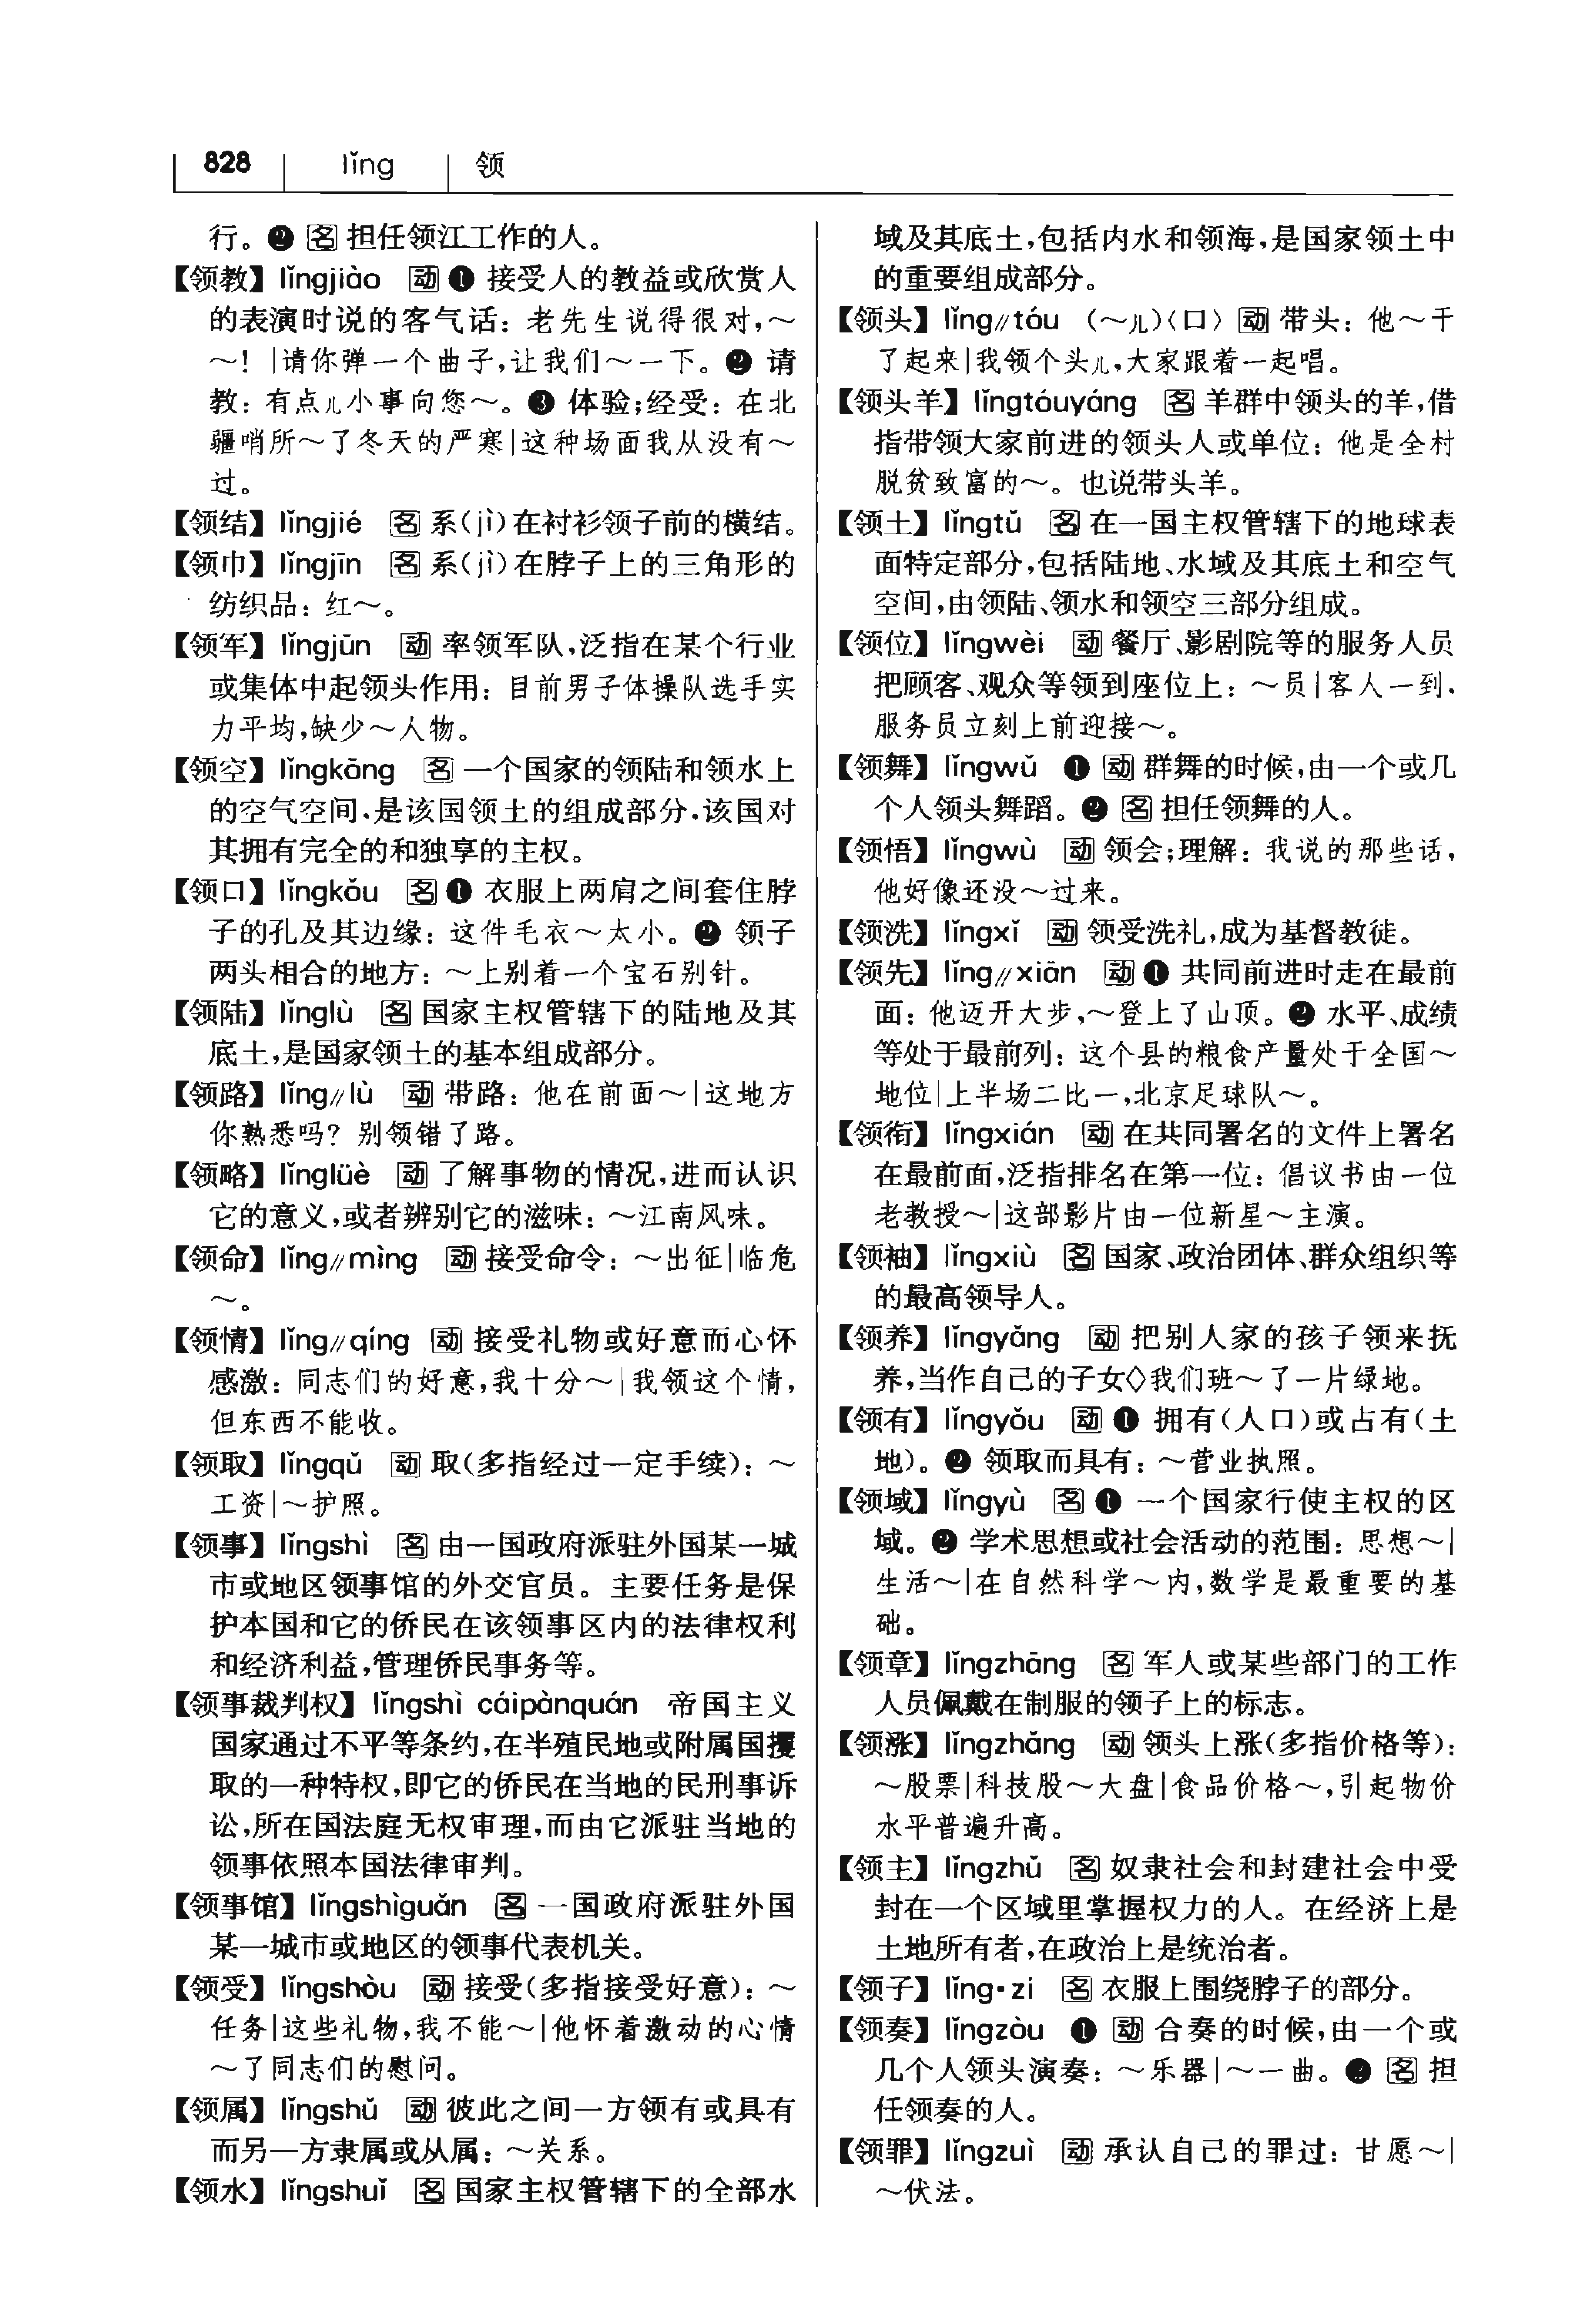 828 lǐng 领
行。❷ 名 担任领江工作的人。
【领教】lǐngjiào 动 ❶ 接受人的教益或欣赏人
的表演时说的客气话：老先生说得很对，～
～！|请你弹一个曲子，让我们～一下。❷ 请
教：有点儿小事向您～。❸ 体验；经受：在北
疆哨所～了冬天的严寒|这种场面我从没有～
过。
【领结】lǐngjié 名 系(jì)在衬衫领子前的横结。
【领巾】lǐngjīn 名 系(jì)在脖子上的三角形的
纺织品：红～。
【领军】lǐngjūn 动 率领军队，泛指在某个行业
或集体中起领头作用：目前男子体操队选手实
力平均，缺少～人物。
【领空】lǐngkōng 名 一个国家的领陆和领水上
的空气空间，是该国领土的组成部分，该国对
其拥有完全的和独享的主权。
【领口】lǐngkǒu 名 ❶ 衣服上两肩之间套住脖
子的孔及其边缘：这件毛衣～太小。❷ 领子
两头相合的地方：～上别着一个宝石别针。
【领陆】lǐnglù 名 国家主权管辖下的陆地及其
底土，是国家领土的基本组成部分。
【领路】lǐng∥lù 动 带路：他在前面～|这地方
你熟悉吗？别领错了路。
【领略】lǐnglüè 动 了解事物的情况，进而认识
它的意义，或者辨别它的滋味：～江南风味。
【领命】lǐng∥mìng 动 接受命令：～出征|临危
～。
【领情】lǐng∥qíng 动 接受礼物或好意而心怀
感激：同志们的好意，我十分～|我领这个情，
但东西不能收。
【领取】lǐngqǔ 动 取(多指经过一定手续)：～
工资|～护照。
【领事】lǐngshì 名 由一国政府派驻外国某一城
市或地区领事馆的外交官员。主要任务是保
护本国和它的侨民在该领事区内的法律权利
和经济利益，管理侨民事务等。
【领事裁判权】lǐngshì cáipànquán 帝国主义
国家通过不平等条约，在半殖民地或附属国攫
取的一种特权，即它的侨民在当地的民刑事诉
讼，所在国法庭无权审理，而由它派驻当地的
领事依照本国法律审判。
【领事馆】lǐngshìguǎn 名 一国政府派驻外国
某一城市或地区的领事代表机关。
【领受】lǐngshòu 动 接受(多指接受好意)：～
任务|这些礼物，我不能～|他怀着激动的心情
～了同志们的慰问。
【领属】lǐngshǔ 动 彼此之间一方领有或具有
而另一方隶属或从属：～关系。
【领水】lǐngshuǐ 名 国家主权管辖下的全部水
域及其底土，包括内水和领海，是国家领土中
的重要组成部分。
【领头】lǐng∥tóu （～儿）〈口〉动 带头：他～干
了起来|我领个头儿，大家跟着一起唱。
【领头羊】lǐngtóuyáng 名 羊群中领头的羊，借
指带领大家前进的领头人或单位：他是全村
脱贫致富的～。也说带头羊。
【领土】lǐngtǔ 名 在一国主权管辖下的地球表
面特定部分，包括陆地、水域及其底土和空气
空间，由领陆、领水和领空三部分组成。
【领位】lǐngwèi 动 餐厅、影剧院等的服务人员
把顾客、观众等领到座位上：～员|客人一到，
服务员立刻上前迎接～。
【领舞】lǐngwǔ ❶ 动 群舞的时候，由一个或几
个人领头舞蹈。❷ 名 担任领舞的人。
【领悟】lǐngwù 动 领会；理解：我说的那些话，
他好像还没～过来。
【领洗】lǐngxǐ 动 领受洗礼，成为基督教徒。
【领先】lǐng∥xiān 动 ❶ 共同前进时走在最前
面：他迈开大步，～登上了山顶。❷ 水平、成绩
等处于最前列：这个县的粮食产量处于全国～
地位|上半场二比一，北京足球队～。
【领衔】lǐngxián 动 在共同署名的文件上署名
在最前面，泛指排名在第一位：倡议书由一位
老教授～|这部影片由一位新星～主演。
【领袖】lǐngxiù 名 国家、政治团体、群众组织等
的最高领导人。
【领养】lǐngyǎng 动 把别人家的孩子领来抚
养，当作自己的子女◇我们班～了一片绿地。
【领有】lǐngyǒu 动 ❶ 拥有(人口)或占有(土
地)。❷ 领取而具有：～营业执照。
【领域】lǐngyù 名 ❶ 一个国家行使主权的区
域。❷ 学术思想或社会活动的范围：思想～|
生活～|在自然科学～内，数学是最重要的基
础。
【领章】lǐngzhāng 名 军人或某些部门的工作
人员佩戴在制服的领子上的标志。
【领涨】lǐngzhǎng 动 领头上涨(多指价格等)：
～股票|科技股～大盘|食品价格～，引起物价
水平普遍升高。
【领主】lǐngzhǔ 名 奴隶社会和封建社会中受
封在一个区域里掌握权力的人。在经济上是
土地所有者，在政治上是统治者。
【领子】lǐng·zi 名 衣服上围绕脖子的部分。
【领奏】lǐngzòu ❶ 动 合奏的时候，由一个或
几个人领头演奏：～乐器|～一曲。❷ 名 担
任领奏的人。
【领罪】lǐngzuì 动 承认自己的罪过：甘愿～|
～伏法。